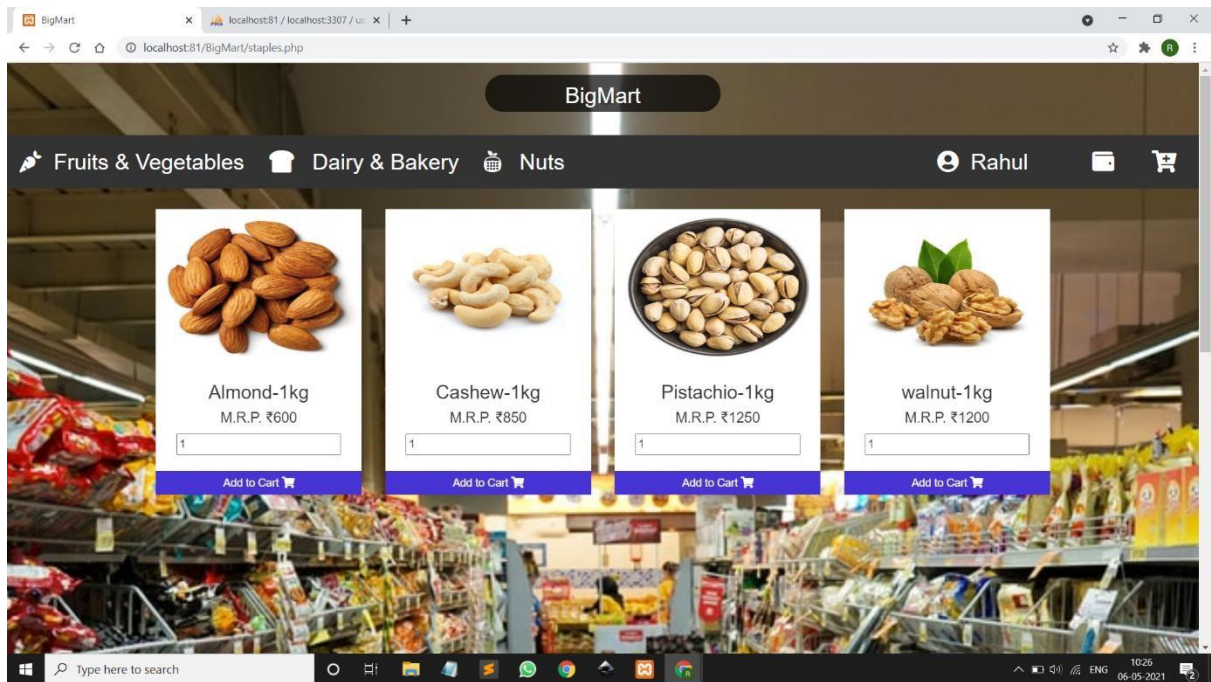 BigMart
localhost:81 / localhost:3307 / us
localhost:81/BigMart/staples.php
R
BigMart
Fruits & Vegetables Dairy & Bakery Nuts Rahul
Almond-1kg
M.R.P. ₹600
1
Add to Cart
Cashew-1kg
M.R.P. ₹850
1
Add to Cart
Pistachio-1kg
M.R.P. ₹1250
1
Add to Cart
walnut-1kg
M.R.P. ₹1200
1
Add to Cart
Type here to search
ENG
10:26
06-05-2021
2